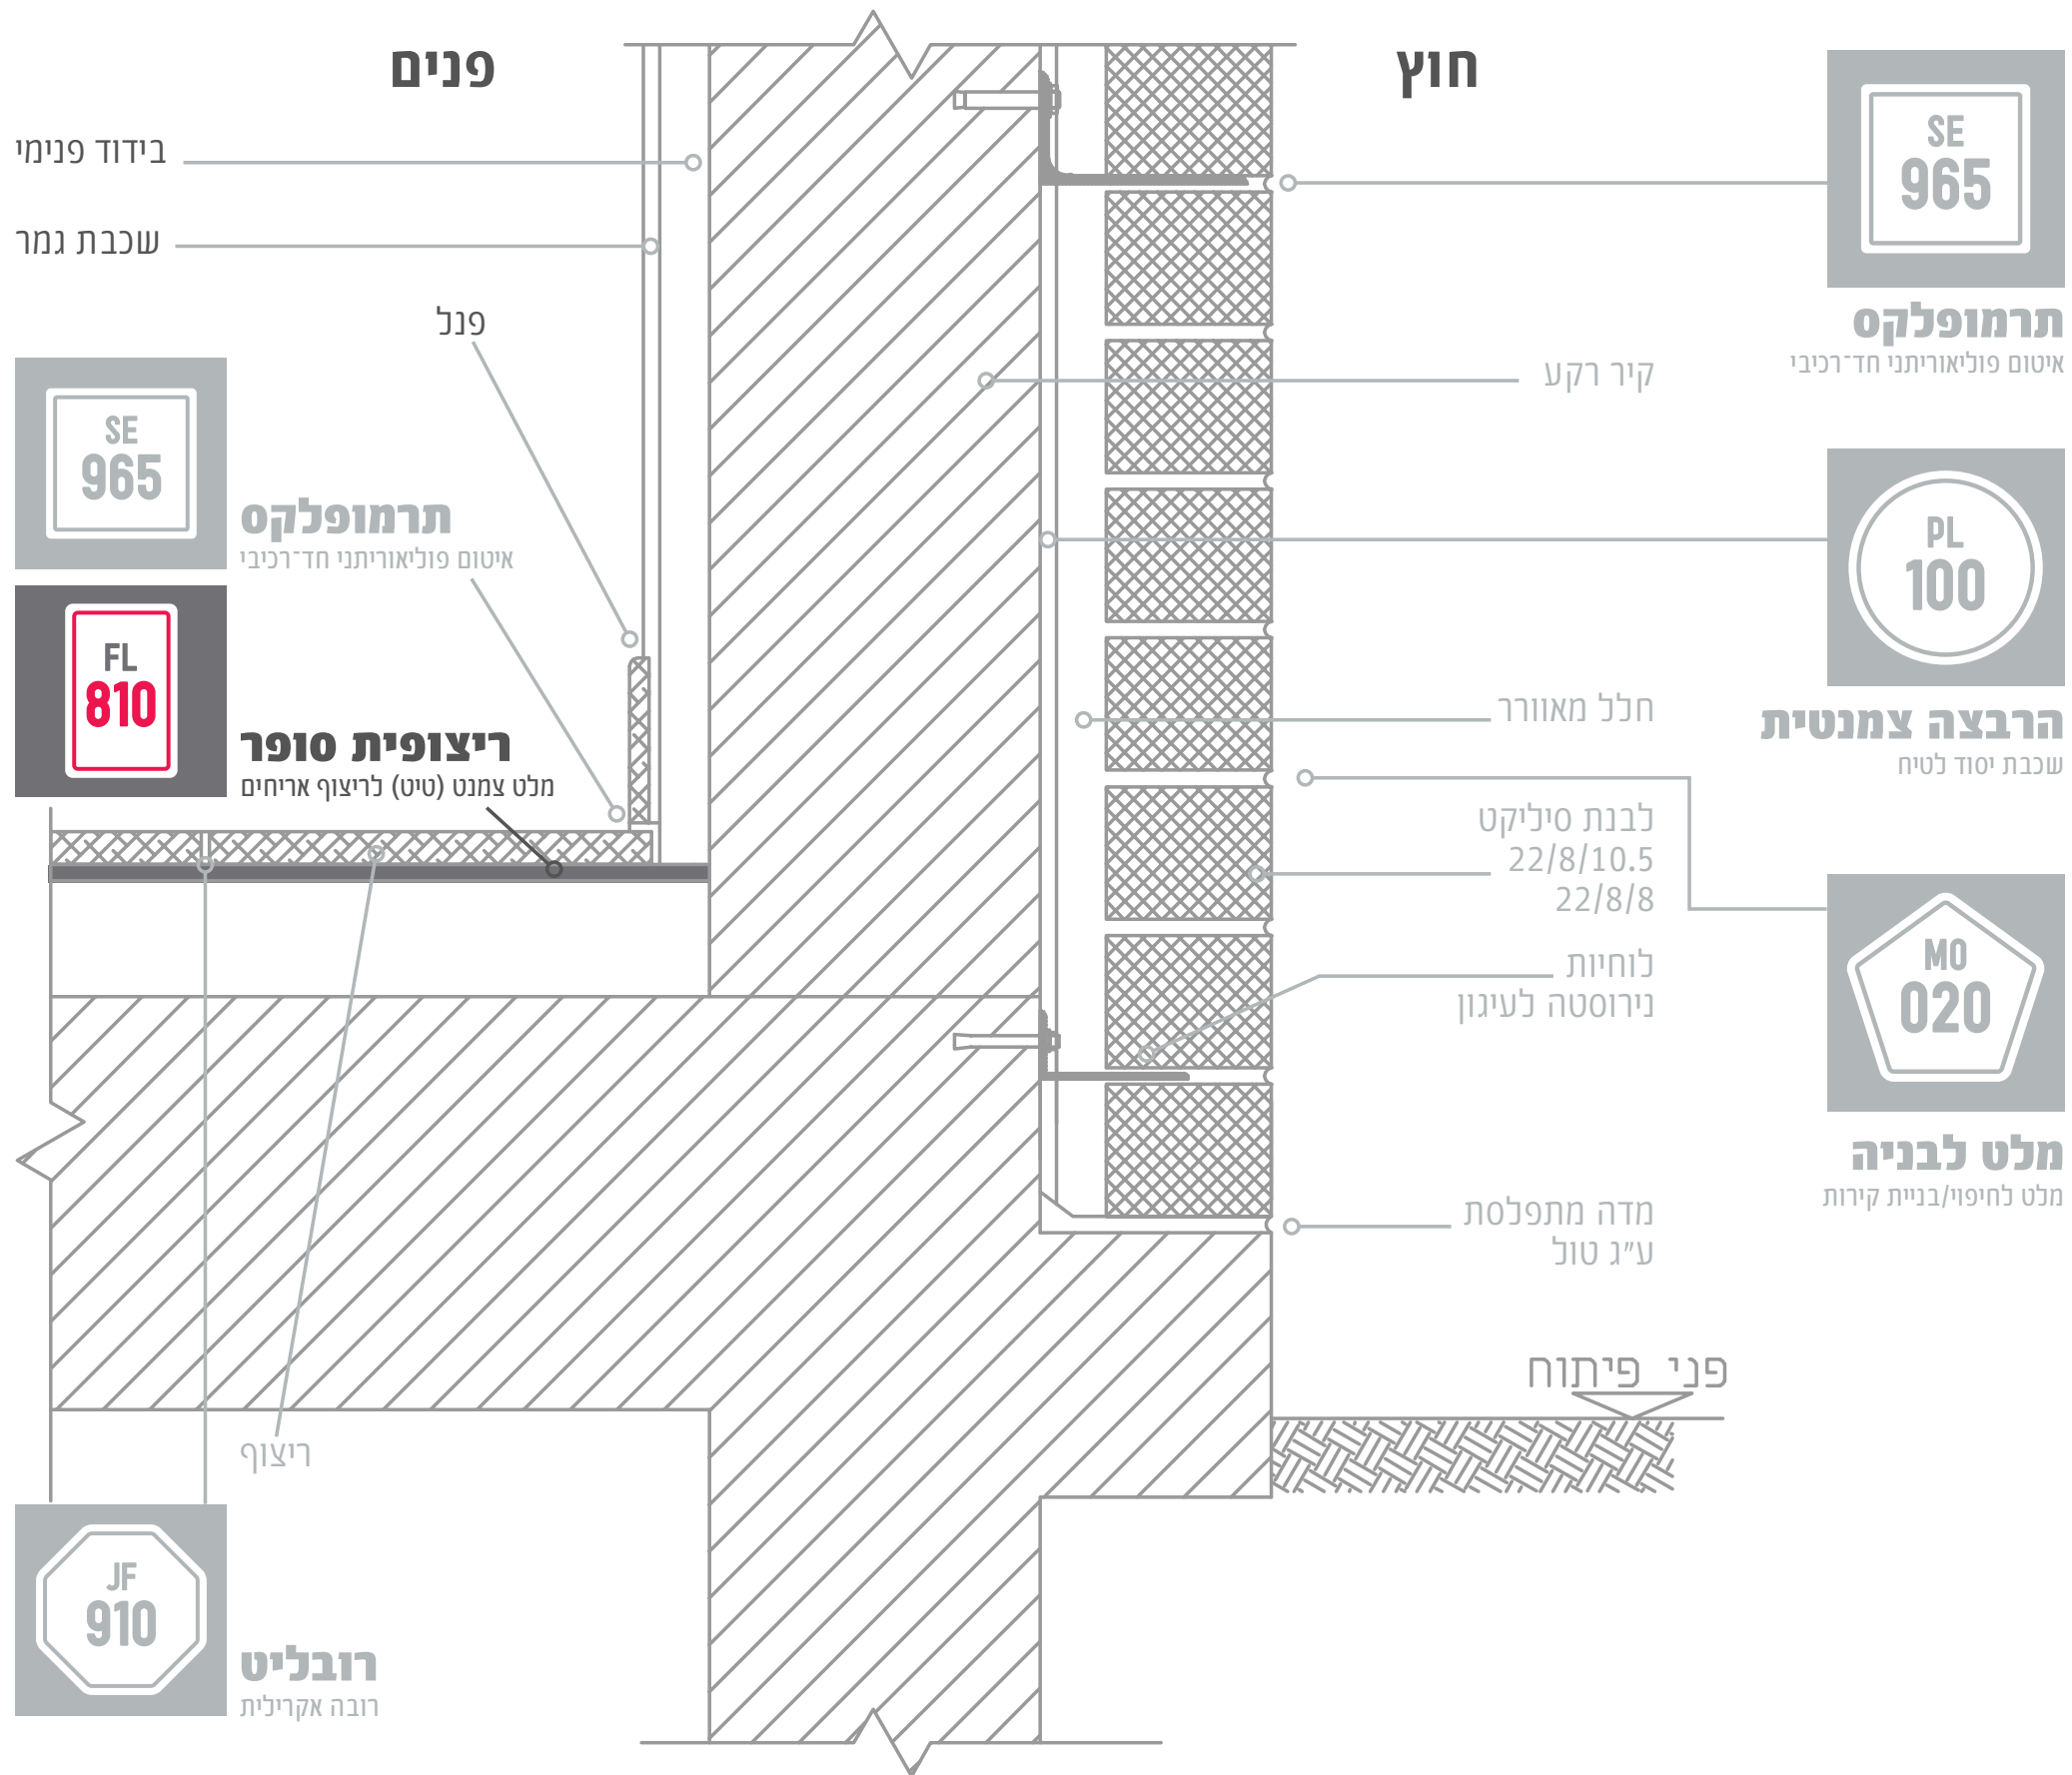 חוץ
פנים
SE
965
תרמופלקס
איטום פוליאוריתני חד־רכיבי
קיר רקע
PL
100
הרבצה צמנטית
שכבת יסוד לטיח
חלל מאוורר
לבנת סיליקט
22/8/10.5
22/8/8
לוחיות
נירוסטה לעיגון
MO
020
מלט לבניה
מלט לחיפוי/בניית קירות
מדה מתפלסת
ע״ג טול
פני פיתוח
בידוד פנימי
שכבת גמר
פנל
SE
965
תרמופלקס
איטום פוליאוריתני חד־רכיבי
FL
810
ריצופית סופר
מלט צמנט (טיט) לריצוף אריחים
ריצוף
JF
910
רובליט
רובה אקרילית